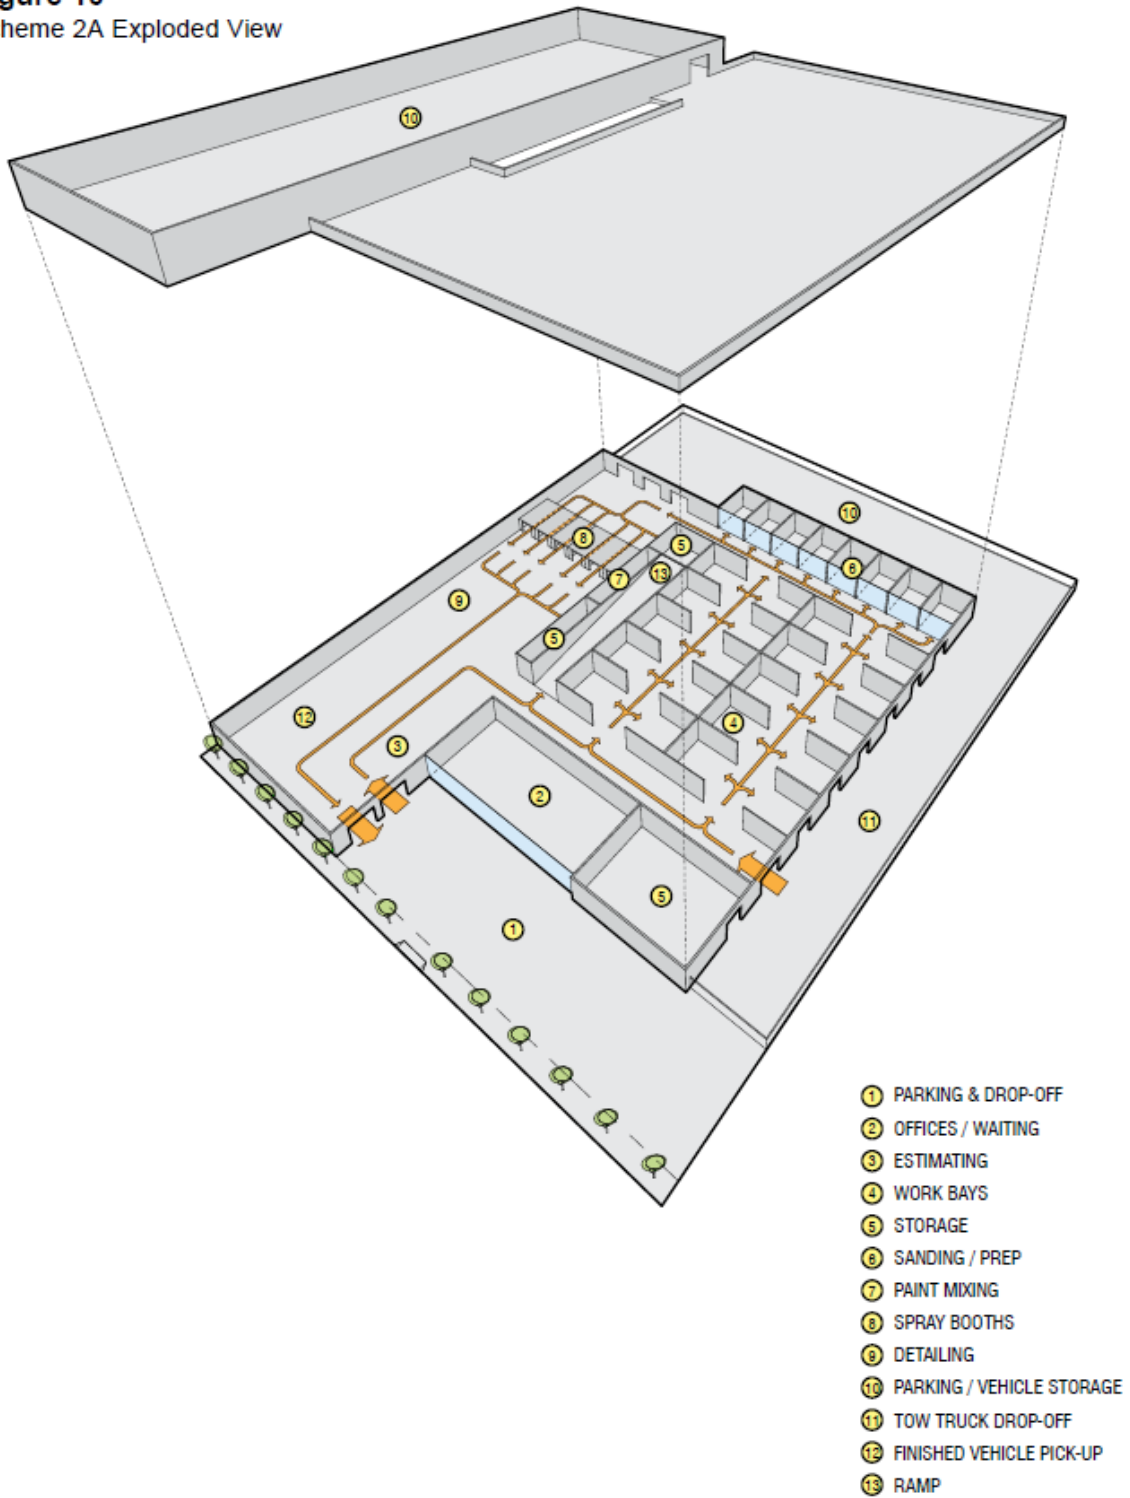 heme 2A Exploded View
10
10
5
8
6
13
7
9
5
12
4
3
2
11
5
1
1 PARKING & DROP-OFF
2 OFFICES / WAITING
3 ESTIMATING
4 WORK BAYS
5 STORAGE
6 SANDING / PREP
7 PAINT MIXING
8 SPRAY BOOTHS
9 DETAILING
10 PARKING / VEHICLE STORAGE
11 TOW TRUCK DROP-OFF
12 FINISHED VEHICLE PICK-UP
13 RAMP